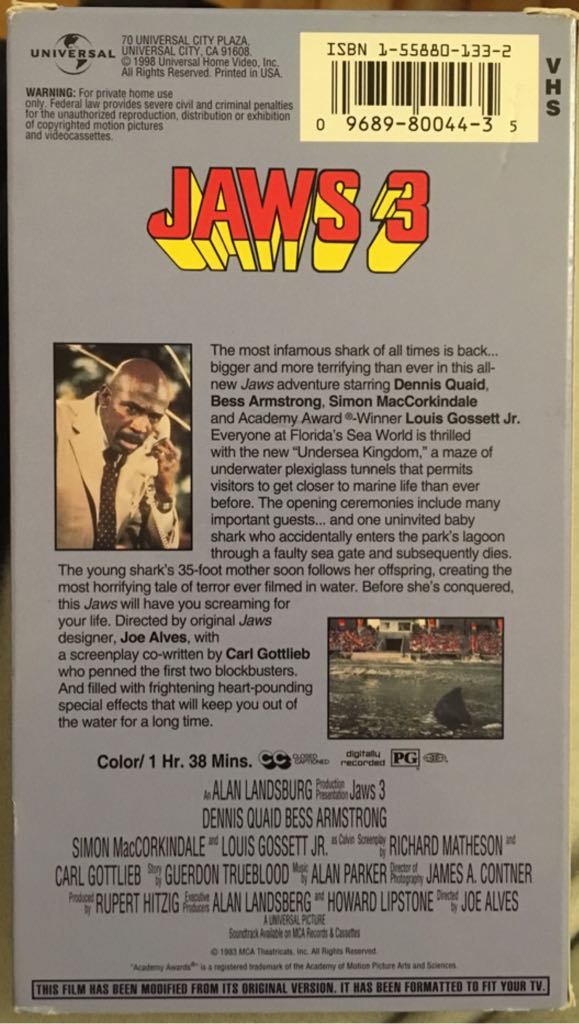 UNIVERSAL
70 UNIVERSAL CITY PLAZA,
UNIVERSAL CITY, CA 91608.
© 1998 Universal Home Video, Inc.
All Rights Reserved. Printed in USA.
WARNING: For private home use
only. Federal law provides severe civil and criminal penalties
for the unauthorized reproduction, distribution or exhibition
of copyrighted motion pictures
and videocassettes.
ISBN 1-55880-133-2
0 9689-80044-3 5
VHS
JAWS 3
The most infamous shark of all times is back...
bigger and more terrifying than ever in this all-
new Jaws adventure starring Dennis Quaid,
Bess Armstrong, Simon MacCorkindale
and Academy Award®-Winner Louis Gossett Jr.
Everyone at Florida's Sea World is thrilled
with the new "Undersea Kingdom," a maze of
underwater plexiglass tunnels that permits
visitors to get closer to marine life than ever
before. The opening ceremonies include many
important guests... and one uninvited baby
shark who accidentally enters the park's lagoon
through a faulty sea gate and subsequently dies.
The young shark's 35-foot mother soon follows her offspring, creating the
most horrifying tale of terror ever filmed in water. Before she's conquered,
this Jaws will have you screaming for
your life. Directed by original Jaws
designer, Joe Alves, with
a screenplay co-written by Carl Gottlieb
who penned the first two blockbusters.
And filled with frightening heart-pounding
special effects that will keep you out of
the water for a long time.
Color/ 1 Hr. 38 Mins. CC CLOSED CAPTIONED digitally recorded PG
An ALAN LANDSBURG Production Presentation Jaws 3
DENNIS QUAID BESS ARMSTRONG
SIMON MacCORKINDALE and LOUIS GOSSETT JR. as Calvin Screenplay by RICHARD MATHESON and
CARL GOTTLIEB Story by GUERDON TRUEBLOOD Music by ALAN PARKER Director of Photography JAMES A. CONTNER
Produced by RUPERT HITZIG Executive Producers ALAN LANDSBERG and HOWARD LIPSTONE Directed by JOE ALVES
A UNIVERSAL PICTURE
Soundtrack Available on MCA Records & Cassettes
© 1983 MCA Theatricals, Inc. All Rights Reserved.
"Academy Awards®" is a registered trademark of the Academy of Motion Picture Arts and Sciences.
THIS FILM HAS BEEN MODIFIED FROM ITS ORIGINAL VERSION. IT HAS BEEN FORMATTED TO FIT YOUR TV.